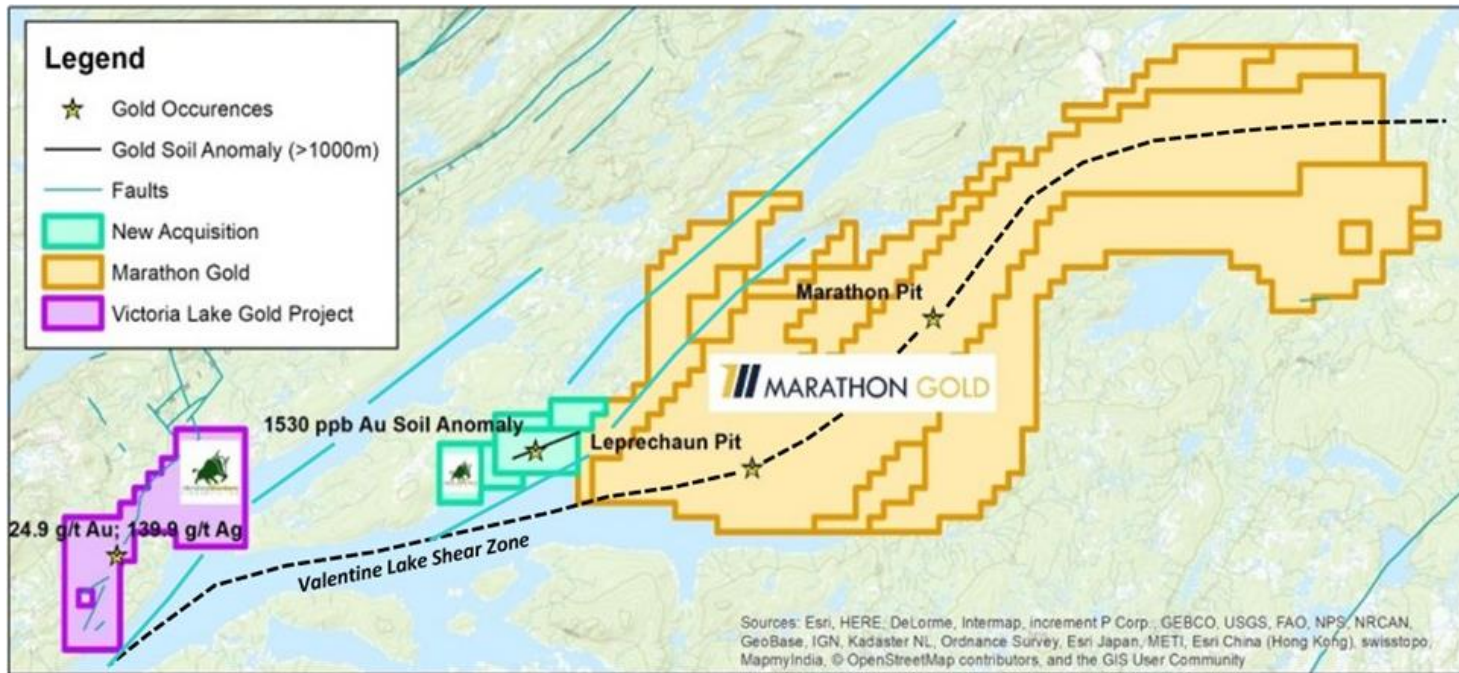 Legend
Gold Occurences
Gold Soil Anomaly (>1000m)
Faults
New Acquisition
Marathon Gold
Victoria Lake Gold Project
Marathon Pit
MARATHON GOLD
1530 ppb Au Soil Anomaly
Leprechaun Pit
24.9 g/t Au; 139.9 g/t Ag
Valentine Lake Shear Zone
Sources: Esri, HERE, DeLorme, Intermap, increment P Corp., GEBCO, USGS, FAO, NPS, NRCAN,
GeoBase, IGN, Kadaster NL, Ordnance Survey, Esri Japan, METI, Esri China (Hong Kong), swisstopo,
MapmyIndia, © OpenStreetMap contributors, and the GIS User Community